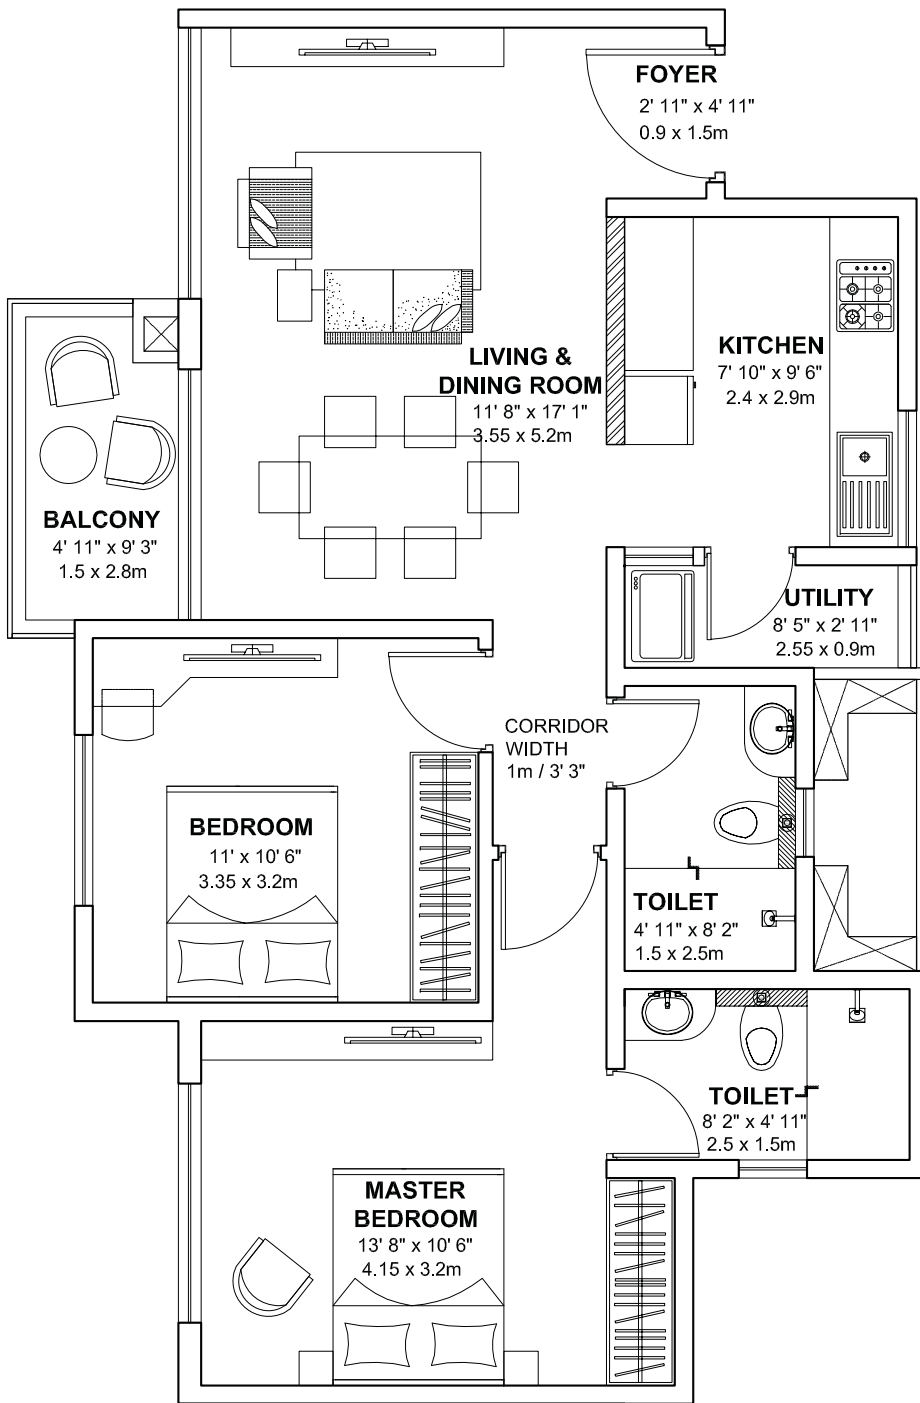 FOYER
2' 11" x 4' 11"
0.9 x 1.5m
LIVING &
DINING ROOM
11' 8" x 17' 1"
3.55 x 5.2m
KITCHEN
7' 10" x 9' 6"
2.4 x 2.9m
BALCONY
4' 11" x 9' 3"
1.5 x 2.8m
UTILITY
8' 5" x 2' 11"
2.55 x 0.9m
CORRIDOR
WIDTH
1m / 3' 3"
BEDROOM
11' x 10' 6"
3.35 x 3.2m
TOILET
4' 11" x 8' 2"
1.5 x 2.5m
TOILET
8' 2" x 4' 11"
2.5 x 1.5m
MASTER
BEDROOM
13' 8" x 10' 6"
4.15 x 3.2m